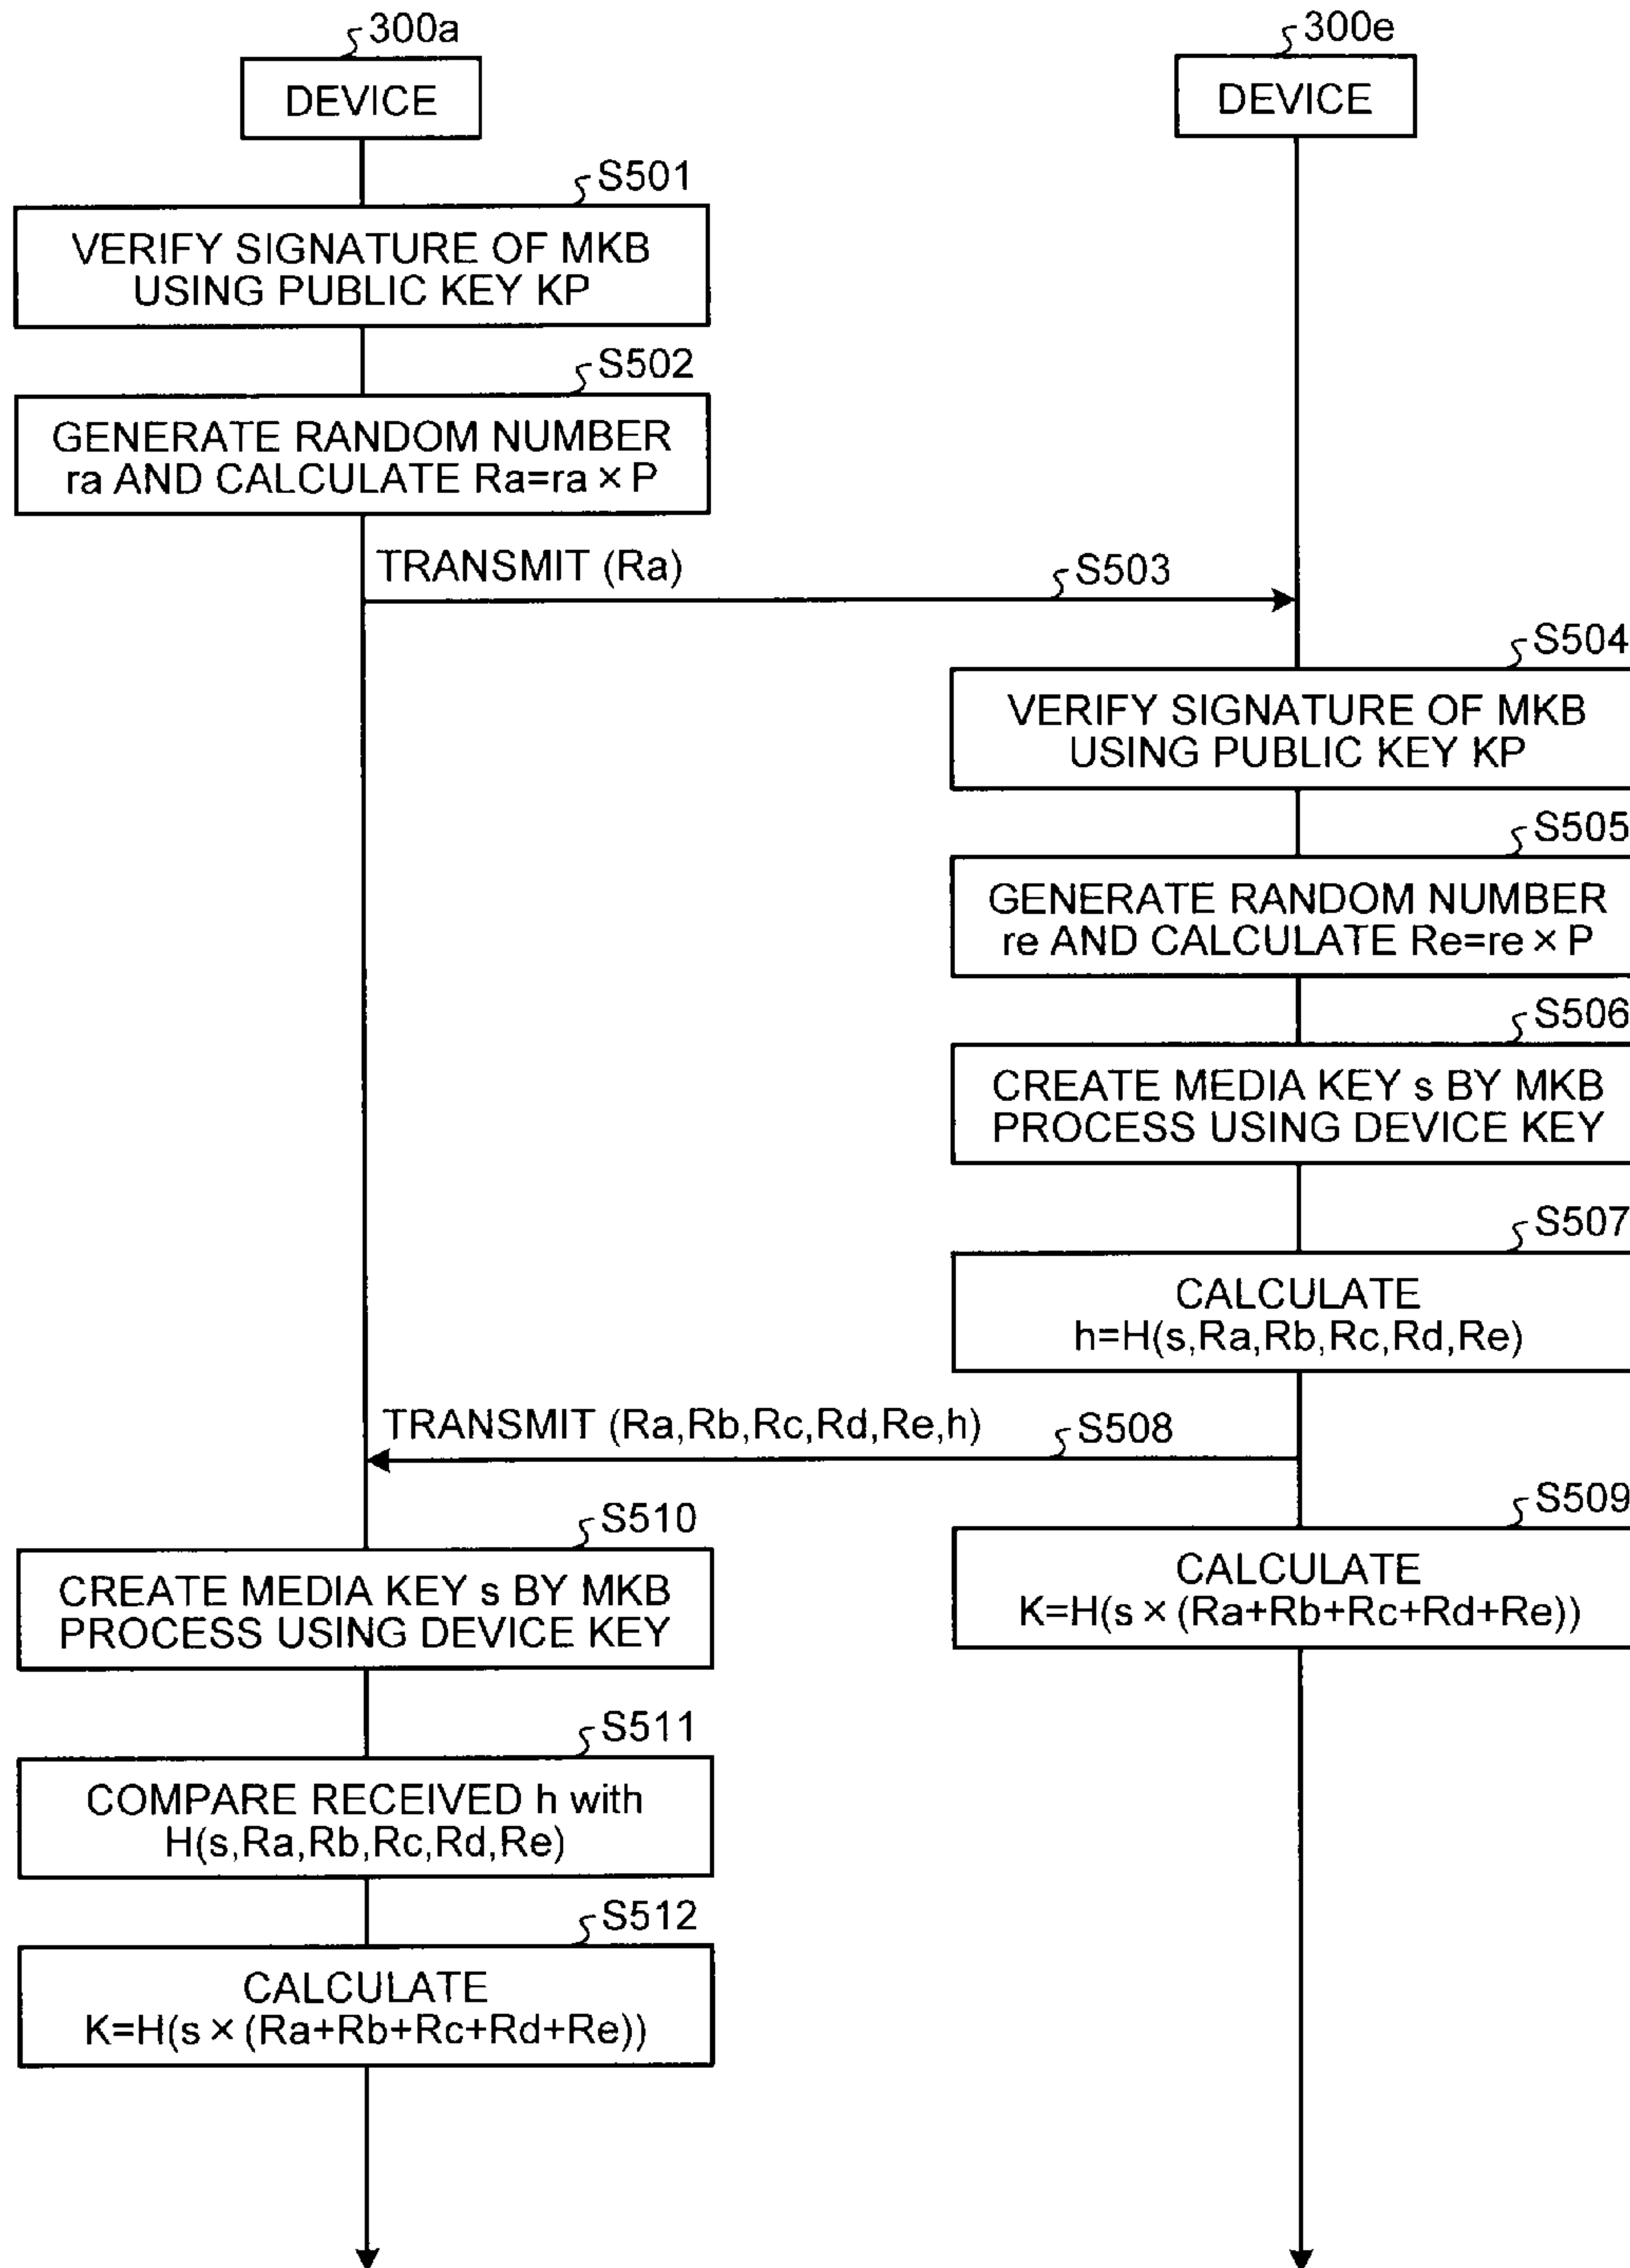 300a
DEVICE
300e
DEVICE
S501
VERIFY SIGNATURE OF MKB
USING PUBLIC KEY KP
S502
GENERATE RANDOM NUMBER
ra AND CALCULATE Ra=ra × P
TRANSMIT (Ra)
S503
S504
VERIFY SIGNATURE OF MKB
USING PUBLIC KEY KP
S505
GENERATE RANDOM NUMBER
re AND CALCULATE Re=re × P
S506
CREATE MEDIA KEY s BY MKB
PROCESS USING DEVICE KEY
S507
CALCULATE
h=H(s,Ra,Rb,Rc,Rd,Re)
TRANSMIT (Ra,Rb,Rc,Rd,Re,h)
S508
S509
CALCULATE
K=H(s × (Ra+Rb+Rc+Rd+Re))
S510
CREATE MEDIA KEY s BY MKB
PROCESS USING DEVICE KEY
S511
COMPARE RECEIVED h with
H(s,Ra,Rb,Rc,Rd,Re)
S512
CALCULATE
K=H(s × (Ra+Rb+Rc+Rd+Re))